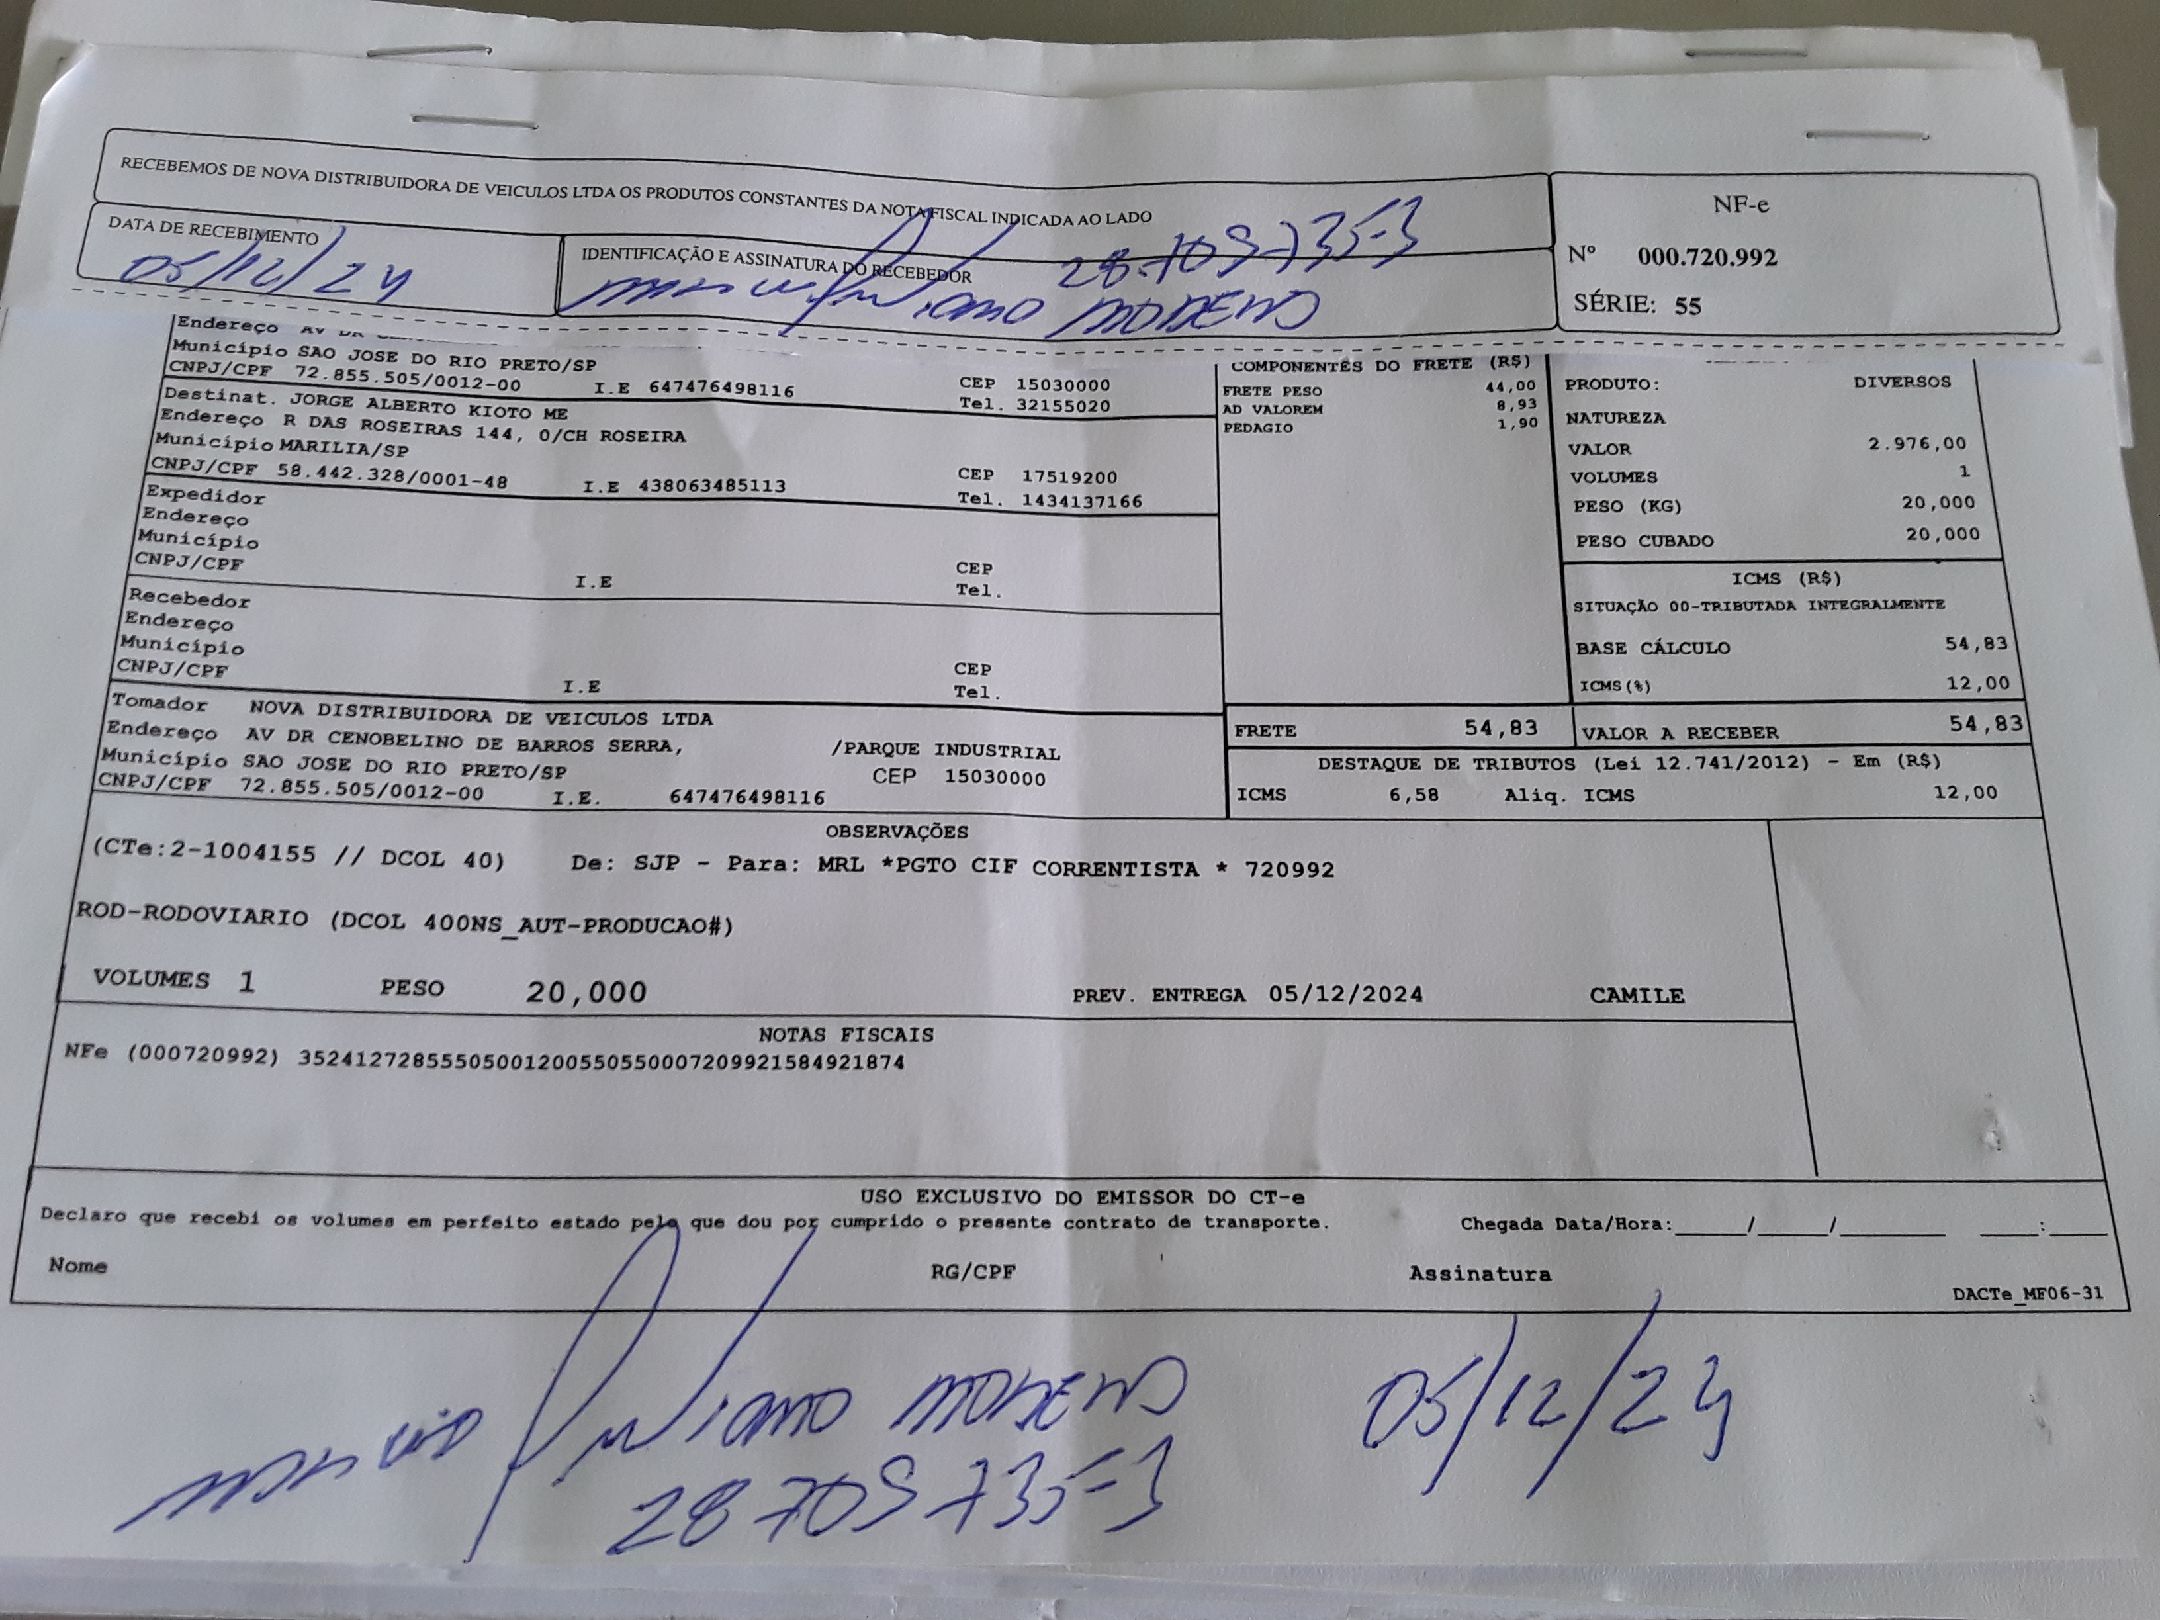 RECEBEMOS DE NOVA DISTRIBUIDORA DE VEICULOS LTDA OS PRODUTOS CONSTANTES DA NOTA FISCAL INDICADA AO LADO
DATA DE RECEBIMENTO
05/12/24
IDENTIFICAÇÃO E ASSINATURA DO RECEBEDOR
28.709735-3
MORENO
NF-e
Nº 000.720.992
SÉRIE: 55
Endereço AV DR
Município SAO JOSE DO RIO PRETO/SP
CNPJ/CPF 72.855.505/0012-00 I.E 647476498116
CEP 15030000
Tel. 32155020
Destinat. JORGE ALBERTO KIOTO ME
Endereço R DAS ROSEIRAS 144, 0/CH ROSEIRA
Município MARILIA/SP
CNPJ/CPF 58.442.328/0001-48 I.E 438063485113
CEP 17519200
Tel. 1434137166
Expedidor
Endereço
Município
CNPJ/CPF I.E
CEP
Tel.
Recebedor
Endereço
Município
CNPJ/CPF I.E
CEP
Tel.
Tomador NOVA DISTRIBUIDORA DE VEICULOS LTDA
Endereço AV DR CENOBELINO DE BARROS SERRA, /PARQUE INDUSTRIAL
Município SAO JOSE DO RIO PRETO/SP CEP 15030000
CNPJ/CPF 72.855.505/0012-00 I.E. 647476498116
COMPONENTES DO FRETE (R$)
FRETE PESO 44,00
AD VALOREM 8,93
PEDAGIO 1,90
PRODUTO: DIVERSOS
NATUREZA
VALOR 2.976,00
VOLUMES 1
PESO (KG) 20,000
PESO CUBADO 20,000
ICMS (R$)
SITUAÇÃO 00-TRIBUTADA INTEGRALMENTE
BASE CÁLCULO 54,83
ICMS(%) 12,00
FRETE 54,83
VALOR A RECEBER 54,83
DESTAQUE DE TRIBUTOS (Lei 12.741/2012) - Em (R$)
ICMS 6,58 Aliq. ICMS 12,00
OBSERVAÇÕES
(CTe:2-1004155 // DCOL 40) De: SJP - Para: MRL *PGTO CIF CORRENTISTA * 720992
ROD-RODOVIARIO (DCOL 400NS_AUT-PRODUCAO#)
VOLUMES 1 PESO 20,000 PREV. ENTREGA 05/12/2024 CAMILE
NOTAS FISCAIS
NFe (000720992) 35241272855505001200550550007209921584921874
USO EXCLUSIVO DO EMISSOR DO CT-e
Declaro que recebi os volumes em perfeito estado pelo que dou por cumprido o presente contrato de transporte.
Chegada Data/Hora:_____/_____/________ ____:____
Nome RG/CPF Assinatura
DACTe_MF06-31
MORENO
05/12/24
28709735-3